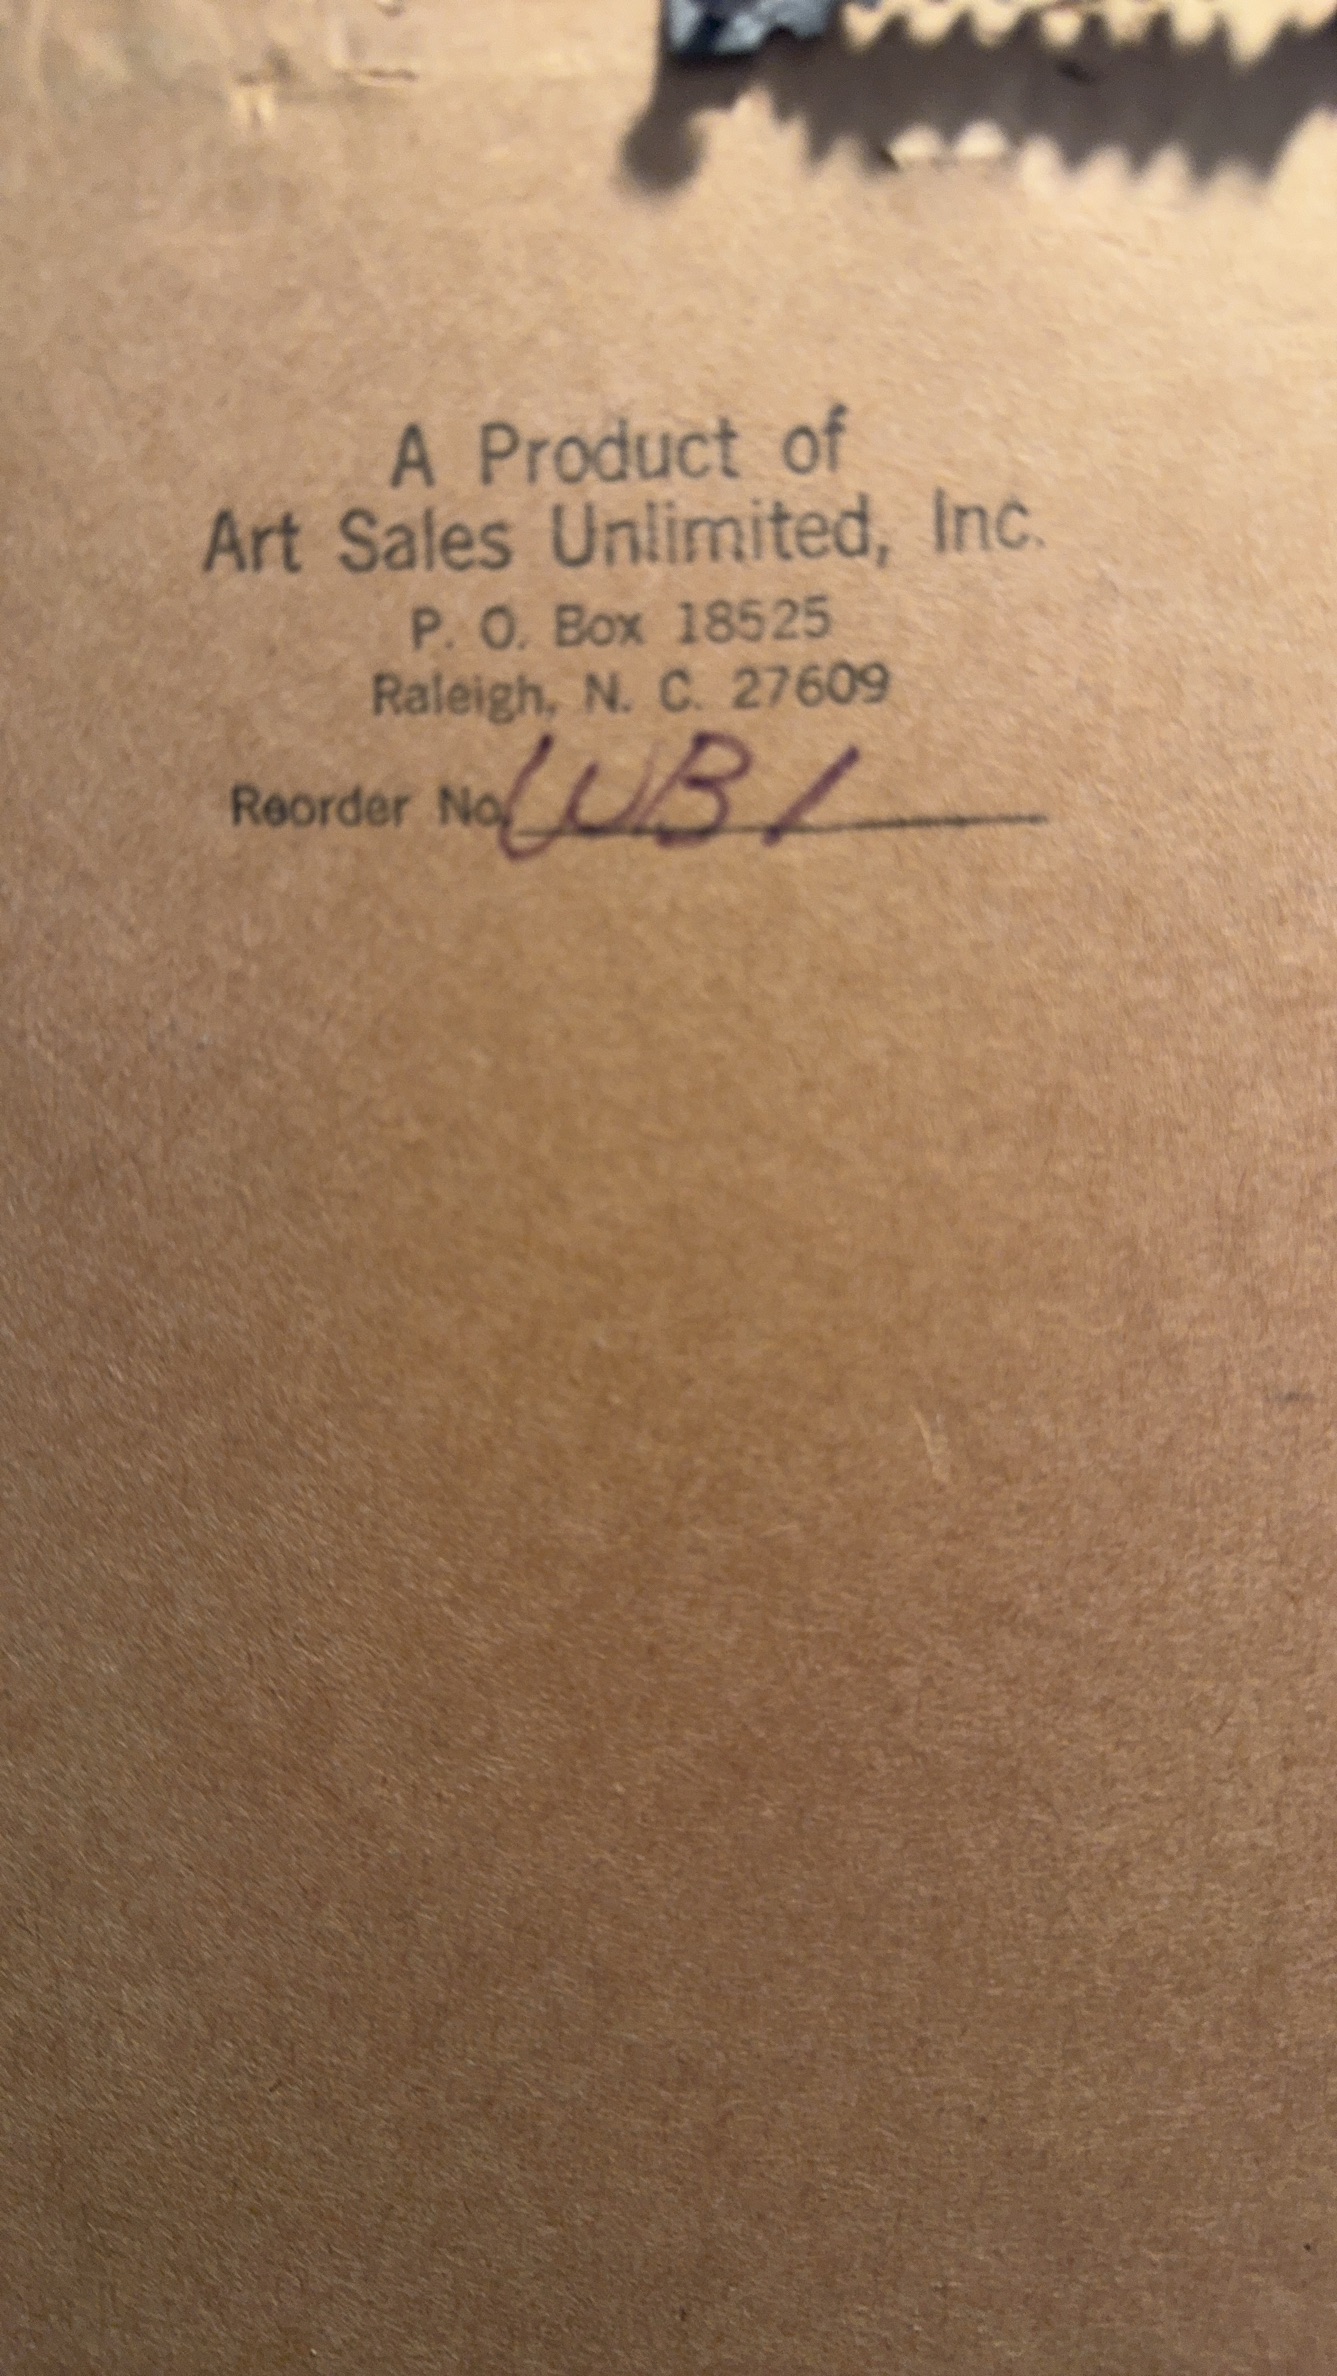 A Product of
Art Sales Unlimited, Inc.
P. O. Box 18525
Raleigh, N. C. 27609
Reorder No. WB1